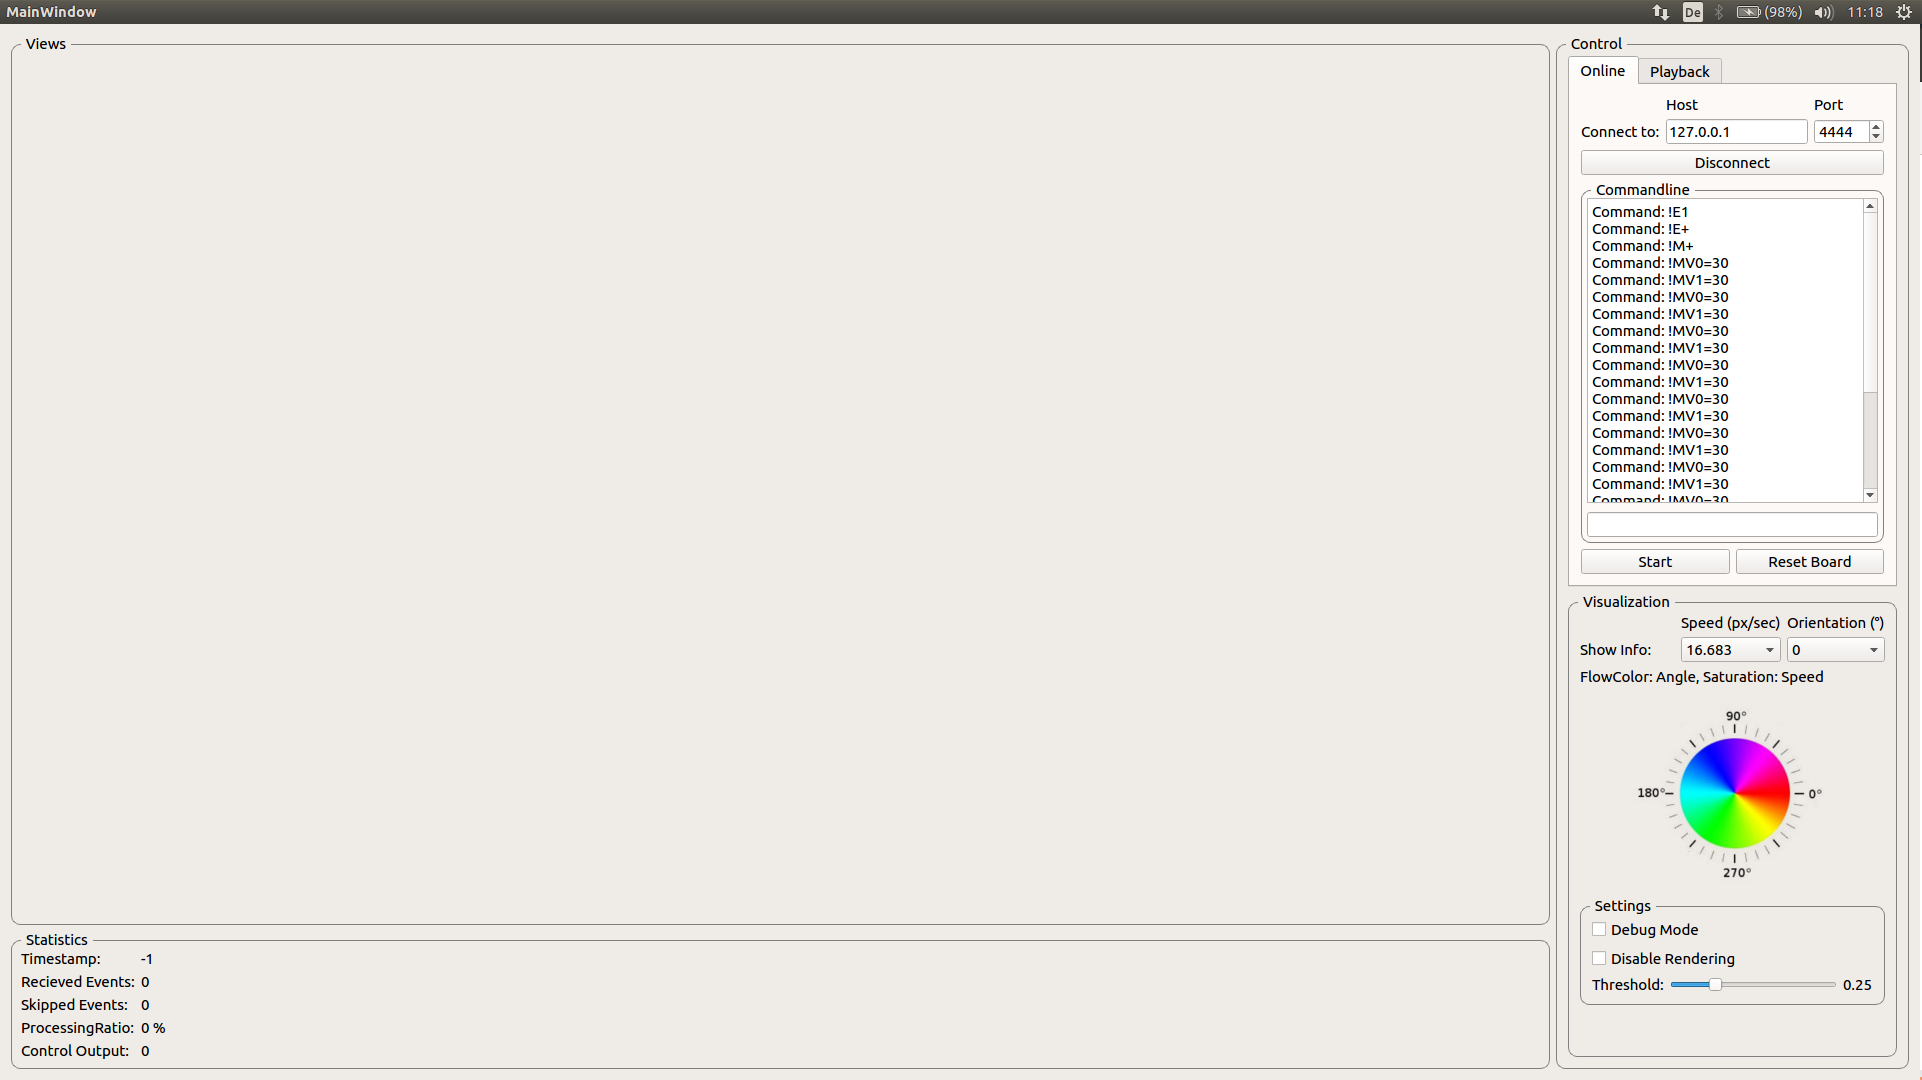 MainWindow De (98%) 11:18
Views
Statistics
Timestamp: -1
Recieved Events: 0
Skipped Events: 0
ProcessingRatio: 0 %
Control Output: 0
Control
Online Playback
Host Port
Connect to: 127.0.0.1 4444
Disconnect
Commandline
Command: !E1
Command: !E+
Command: !M+
Command: !MV0=30
Command: !MV1=30
Command: !MV0=30
Command: !MV1=30
Command: !MV0=30
Command: !MV1=30
Command: !MV0=30
Command: !MV1=30
Command: !MV0=30
Command: !MV1=30
Command: !MV0=30
Command: !MV1=30
Command: !MV0=30
Command: !MV1=30
Command: !MV0=30
Start Reset Board
Visualization
Speed (px/sec) Orientation (°)
Show Info: 16.683 0
FlowColor: Angle, Saturation: Speed
90°
180° 0°
270°
Settings
Debug Mode
Disable Rendering
Threshold: 0.25